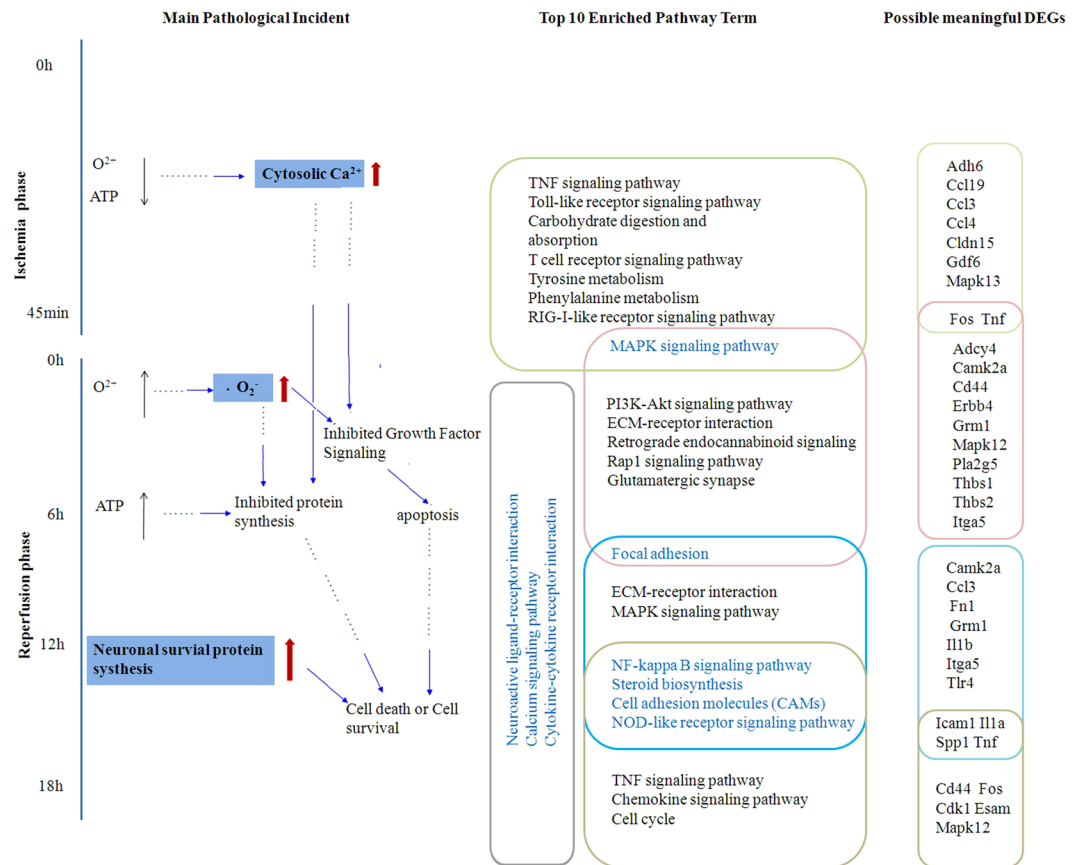 Main Pathological Incident
Top 10 Enriched Pathway Term
Possible meaningful DEGs
Ischemia phase
0h
O²⁺
ATP
Cytosolic Ca²⁺
45min
Reperfusion phase
0h
O²⁺
· O₂⁻
Inhibited Growth Factor
Signaling
ATP
6h
Inhibited protein
synthesis
apoptosis
12h
Neuronal survial protein
systhesis
Cell death or Cell
survival
18h
TNF signaling pathway
Toll-like receptor signaling pathway
Carbohydrate digestion and
absorption
T cell receptor signaling pathway
Tyrosine metabolism
Phenylalanine metabolism
RIG-I-like receptor signaling pathway
MAPK signaling pathway
PI3K-Akt signaling pathway
ECM-receptor interaction
Retrograde endocannabinoid signaling
Rap1 signaling pathway
Glutamatergic synapse
Neuroactive ligand-receptor interaction
Calcium signaling pathway
Cytokine-cytokine receptor interaction
Focal adhesion
ECM-receptor interaction
MAPK signaling pathway
NF-kappa B signaling pathway
Steroid biosynthesis
Cell adhesion molecules (CAMs)
NOD-like receptor signaling pathway
TNF signaling pathway
Chemokine signaling pathway
Cell cycle
Adh6
Ccl19
Ccl3
Ccl4
Cldn15
Gdf6
Mapk13
Fos Tnf
Adcy4
Camk2a
Cd44
Erbb4
Grm1
Mapk12
Pla2g5
Thbs1
Thbs2
Itga5
Camk2a
Ccl3
Fn1
Grm1
Il1b
Itga5
Tlr4
Icam1 Il1a
Spp1 Tnf
Cd44 Fos
Cdk1 Esam
Mapk12